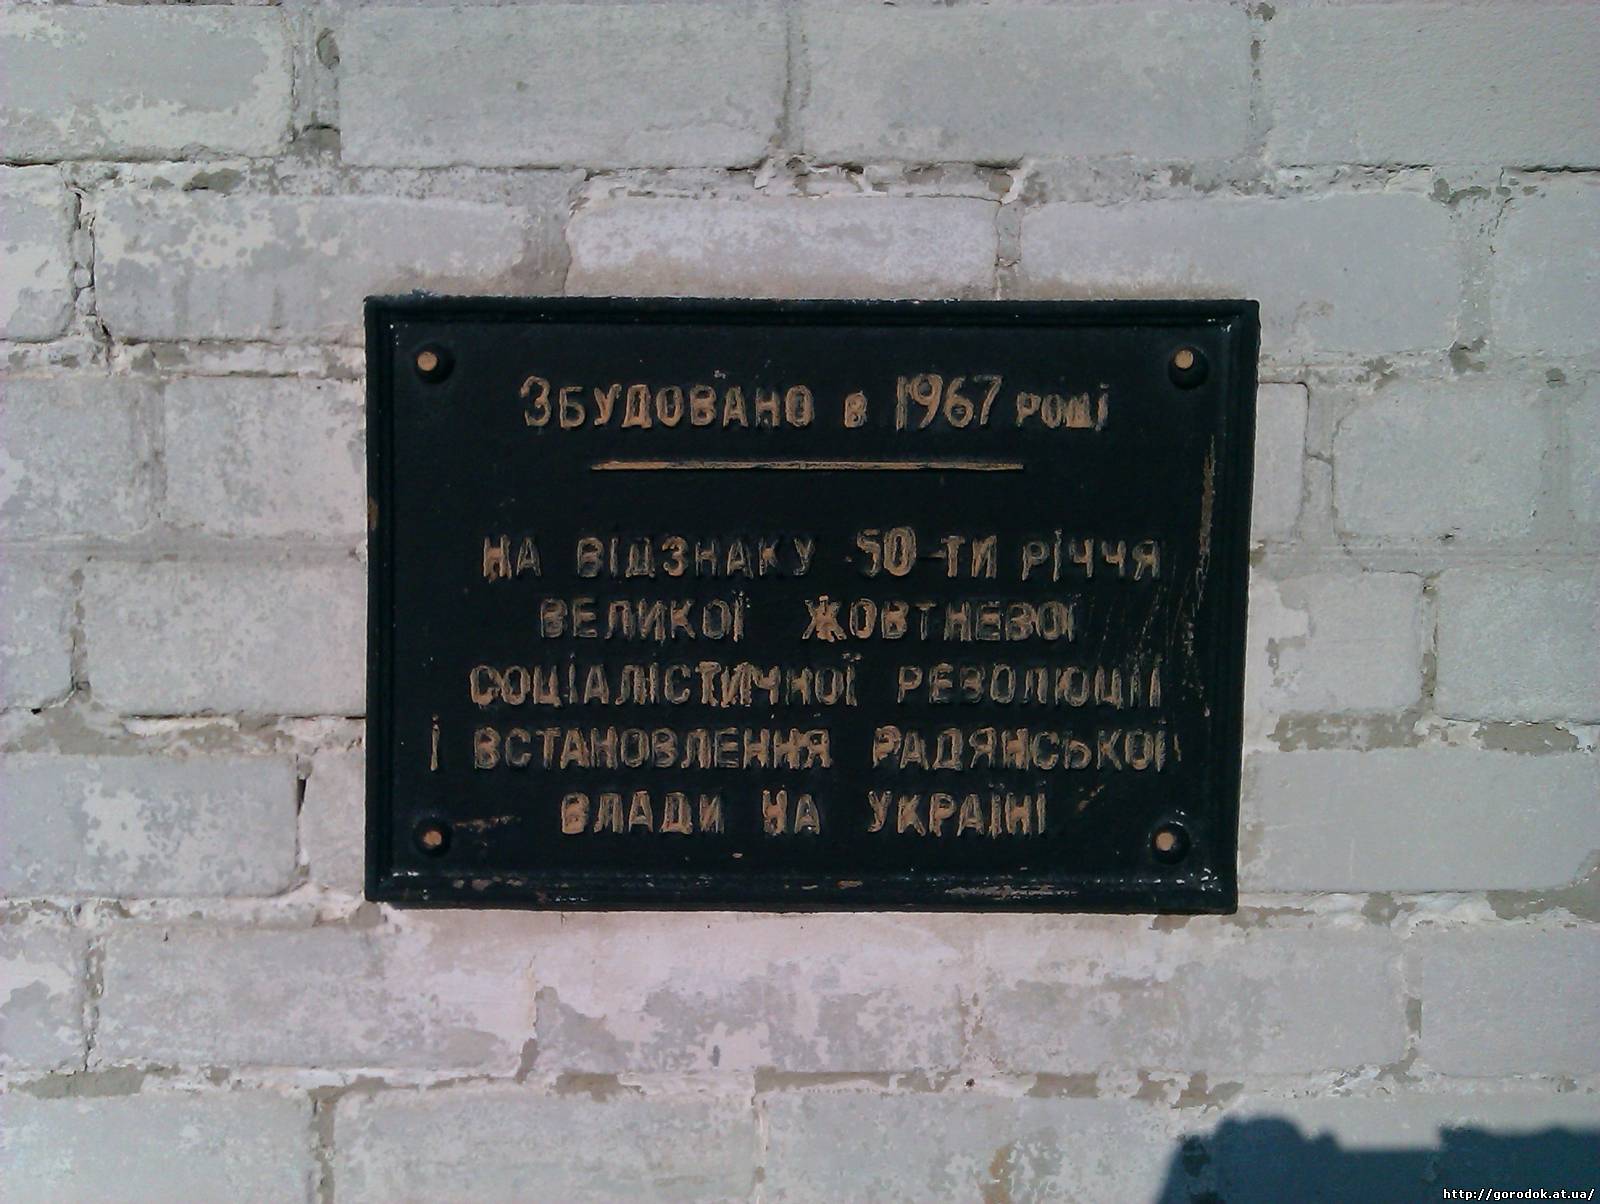 Збудовано в 1967 році
на відзнаку 50-ти річчя
великої жовтневої
соціалістичної революції
і встановлення радянської
влади на україні
http://gorodok.at.ua/